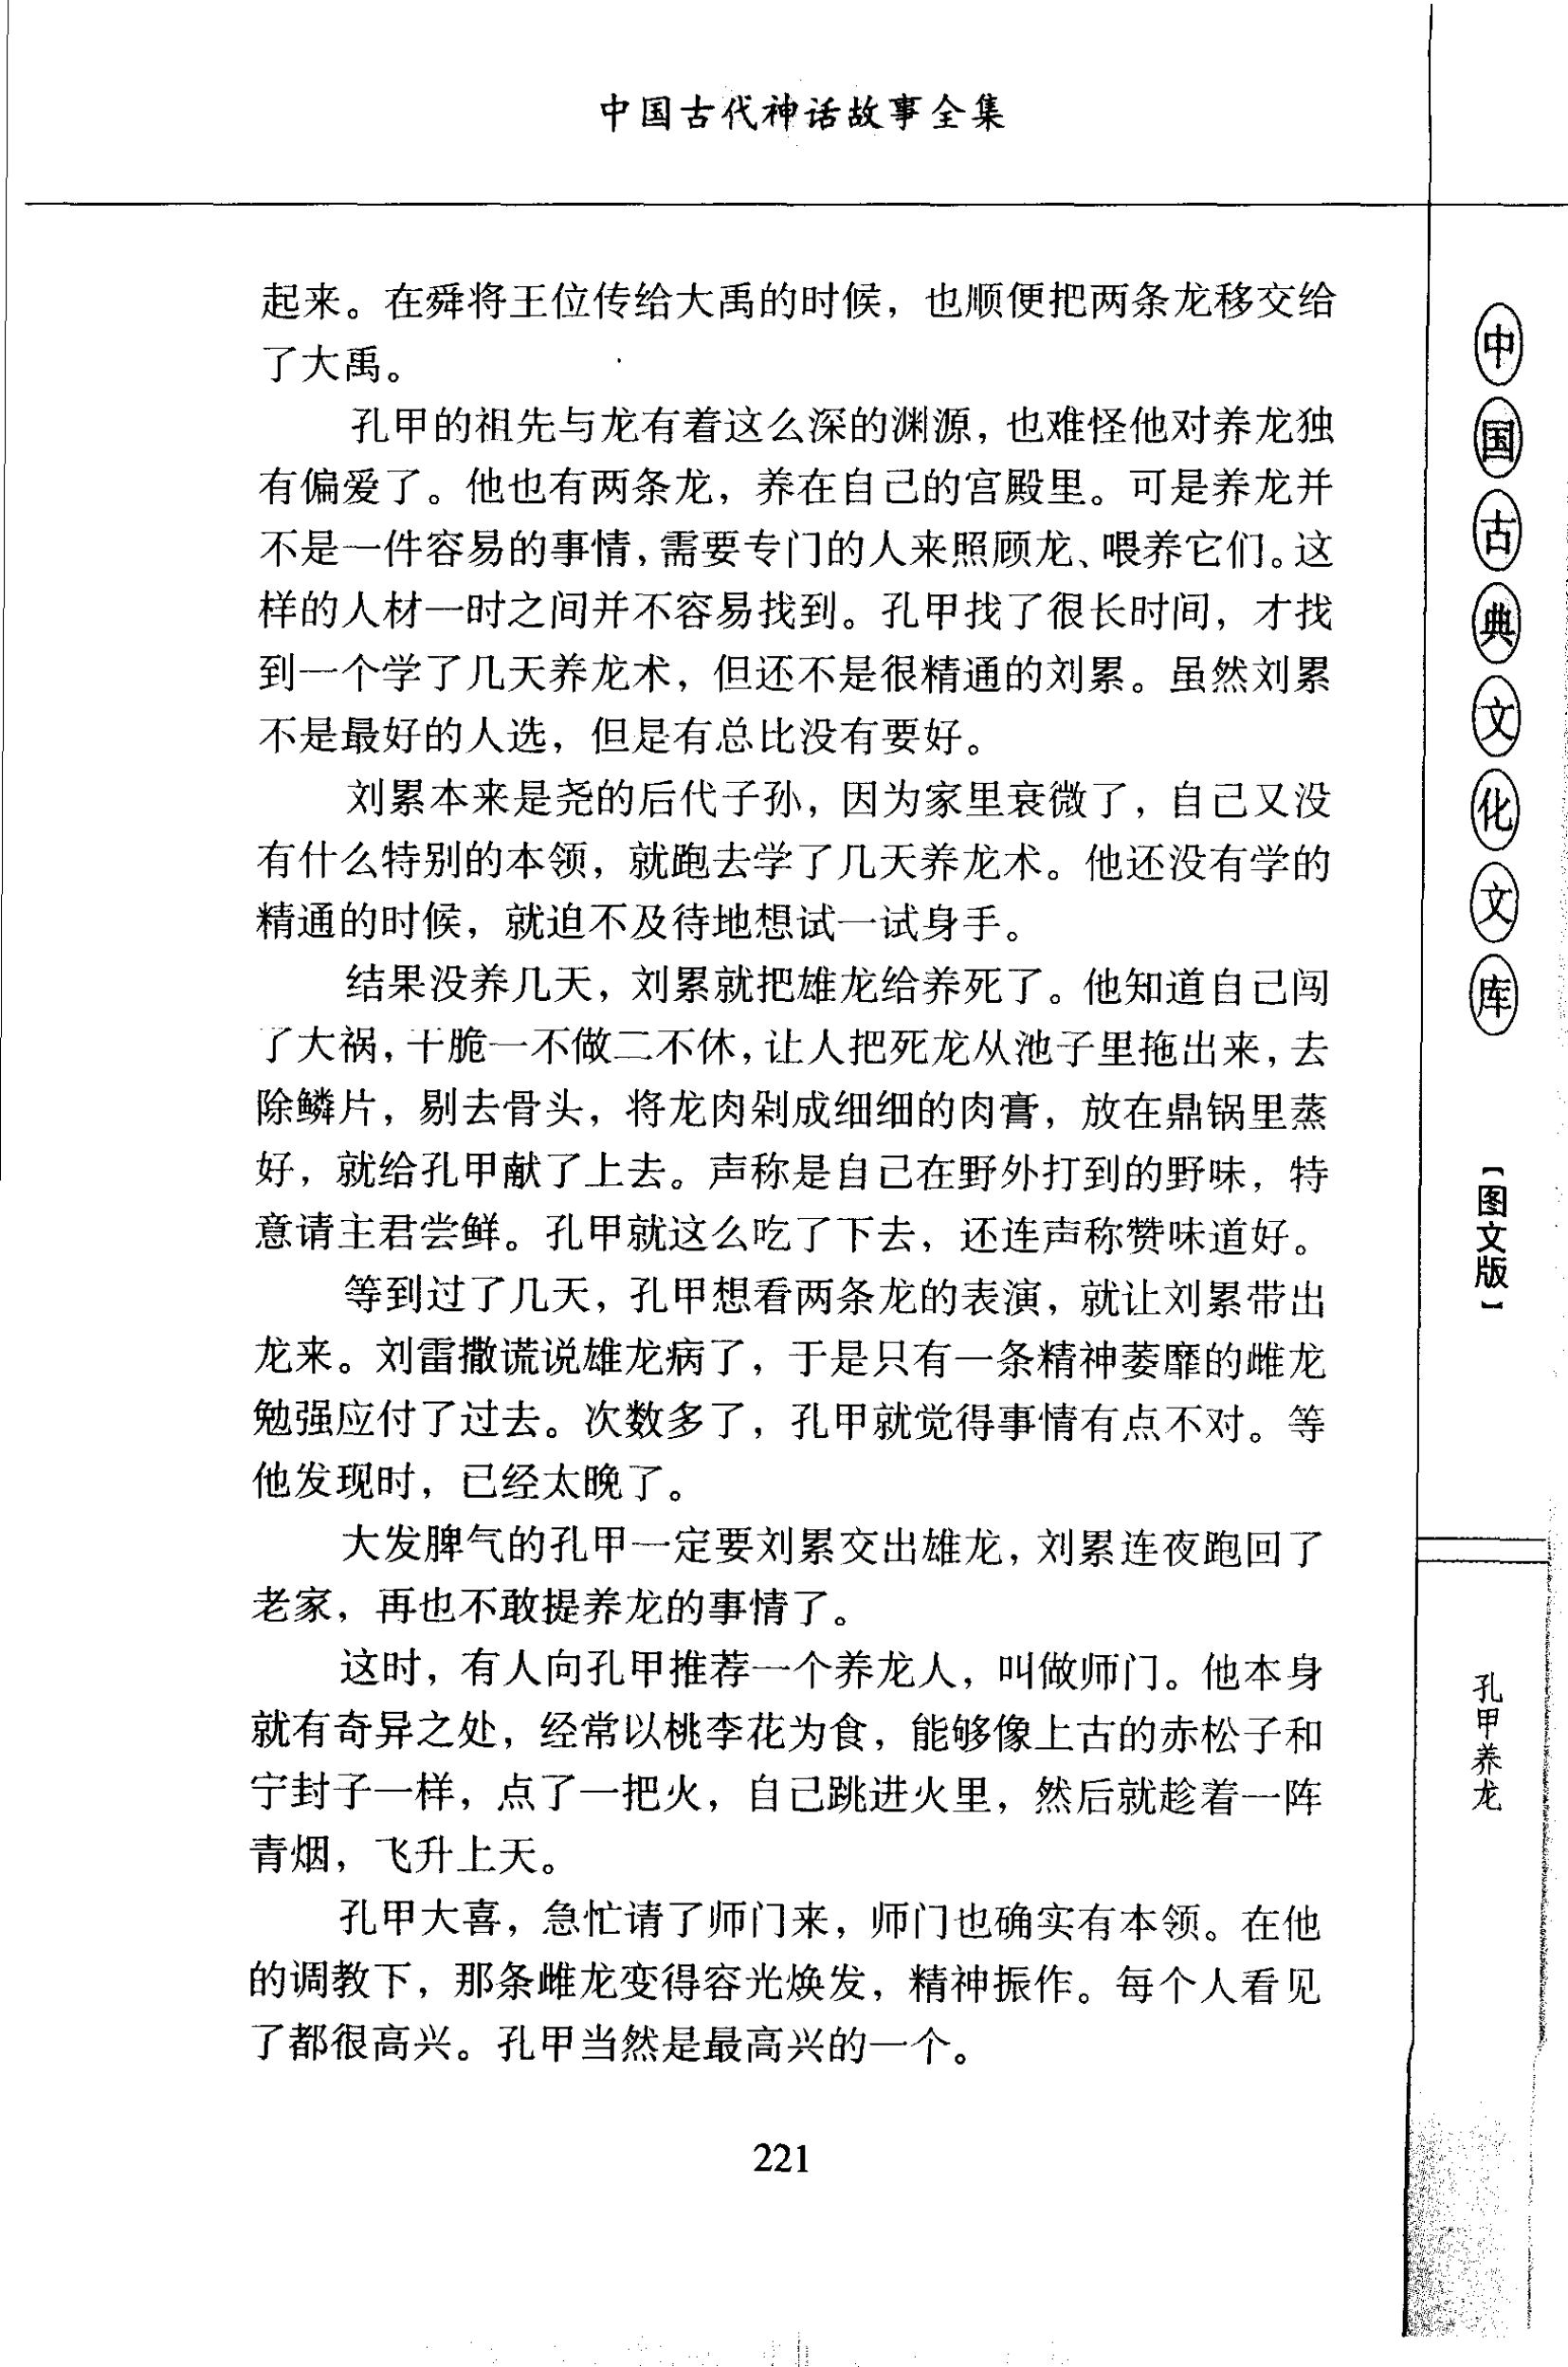 中国古代神话故事全集
起来。在舜将王位传给大禹的时候，也顺便把两条龙移交给
了大禹。
孔甲的祖先与龙有着这么深的渊源，也难怪他对养龙独
有偏爱了。他也有两条龙，养在自己的宫殿里。可是养龙并
不是一件容易的事情，需要专门的人来照顾龙、喂养它们。这
样的人材一时之间并不容易找到。孔甲找了很长时间，才找
到一个学了几天养龙术，但还不是很精通的刘累。虽然刘累
不是最好的人选，但是有总比没有要好。
刘累本来是尧的后代子孙，因为家里衰微了，自己又没
有什么特别的本领，就跑去学了几天养龙术。他还没有学的
精通的时候，就迫不及待地想试一试身手。
结果没养几天，刘累就把雄龙给养死了。他知道自己闯
了大祸，干脆一不做二不休，让人把死龙从池子里拖出来，去
除鳞片，剔去骨头，将龙肉剁成细细的肉膏，放在鼎锅里蒸
好，就给孔甲献了上去。声称是自己在野外打到的野味，特
意请主君尝鲜。孔甲就这么吃了下去，还连声称赞味道好。
等到过了几天，孔甲想看两条龙的表演，就让刘累带出
龙来。刘雷撒谎说雄龙病了，于是只有一条精神萎靡的雌龙
勉强应付了过去。次数多了，孔甲就觉得事情有点不对。等
他发现时，已经太晚了。
大发脾气的孔甲一定要刘累交出雄龙，刘累连夜跑回了
老家，再也不敢提养龙的事情了。
这时，有人向孔甲推荐一个养龙人，叫做师门。他本身
就有奇异之处，经常以桃李花为食，能够像上古的赤松子和
宁封子一样，点了一把火，自己跳进火里，然后就趁着一阵
青烟，飞升上天。
孔甲大喜，急忙请了师门来，师门也确实有本领。在他
的调教下，那条雌龙变得容光焕发，精神振作。每个人看见
了都很高兴。孔甲当然是最高兴的一个。
221
中国古典文化文库
【图文版】
孔甲养龙